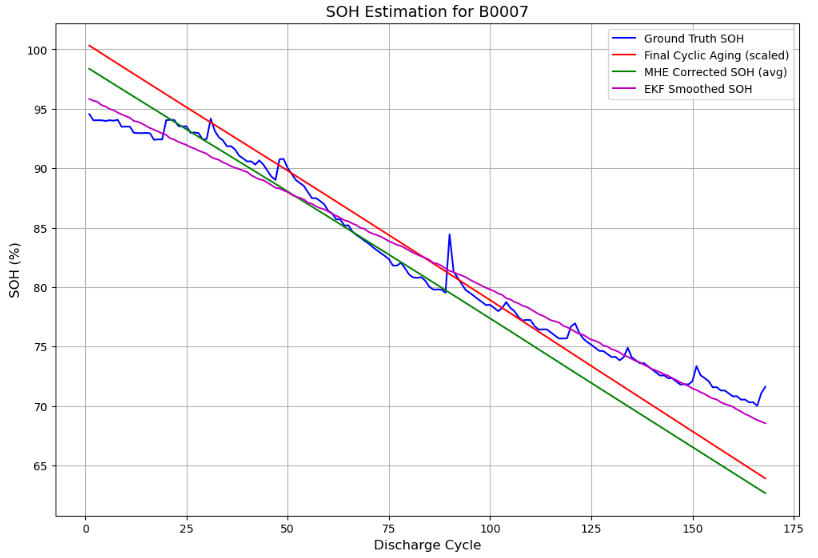 SOH Estimation for B0007
Ground Truth SOH
Final Cyclic Aging (scaled)
MHE Corrected SOH (avg)
EKF Smoothed SOH
SOH (%)
100
95
90
85
80
75
70
65
0 25 50 75 100 125 150 175
Discharge Cycle